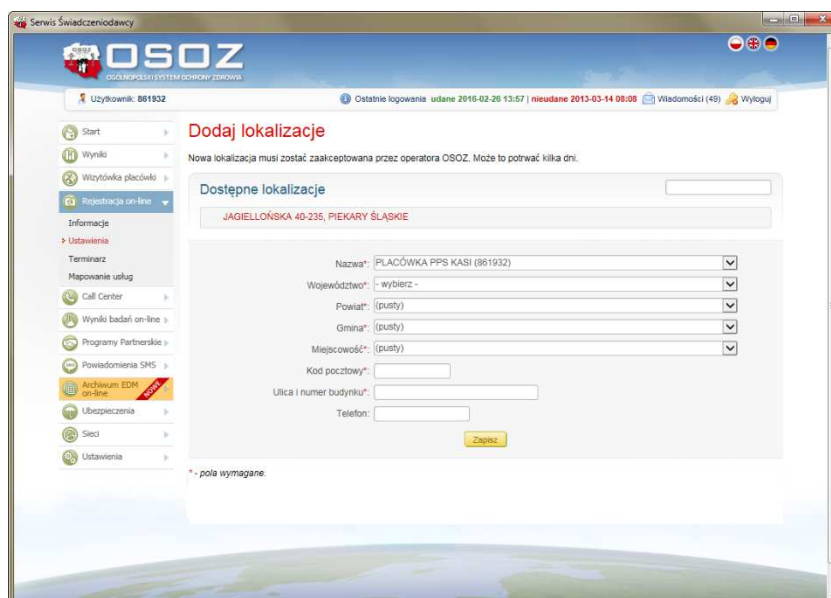 Serwis Świadczeniodawcy
OSOZ
OGÓLNOPOLSKI SYSTEM OCHRONY ZDROWIA
Użytkownik: 861932
Ostatnie logowania udane 2016-02-26 13:57 | nieudane 2013-03-14 08:08 Wiadomości (49) Wyloguj
Start
Wyniki
Wizytówka placówki
Rejestracja on-line
Informacje
Ustawienia
Terminarz
Mapowanie usług
Call Center
Wyniki badań on-line
Programy Partnerskie
Powiadomienia SMS
Archiwum EDM
on-line
NOWE
Ubezpieczenia
Sieci
Ustawienia
Dodaj lokalizacje
Nowa lokalizacja musi zostać zaakceptowana przez operatora OSOZ. Może to potrwać kilka dni.
Dostępne lokalizacje
JAGIELLOŃSKA 40-235, PIEKARY ŚLĄSKIE
Nazwa*: PLACÓWKA PPS KASI (861932)
Województwo*: - wybierz -
Powiat*: (pusty)
Gmina*: (pusty)
Miejscowość*: (pusty)
Kod pocztowy*:
Ulica i numer budynku*:
Telefon:
Zapisz
* - pola wymagane.